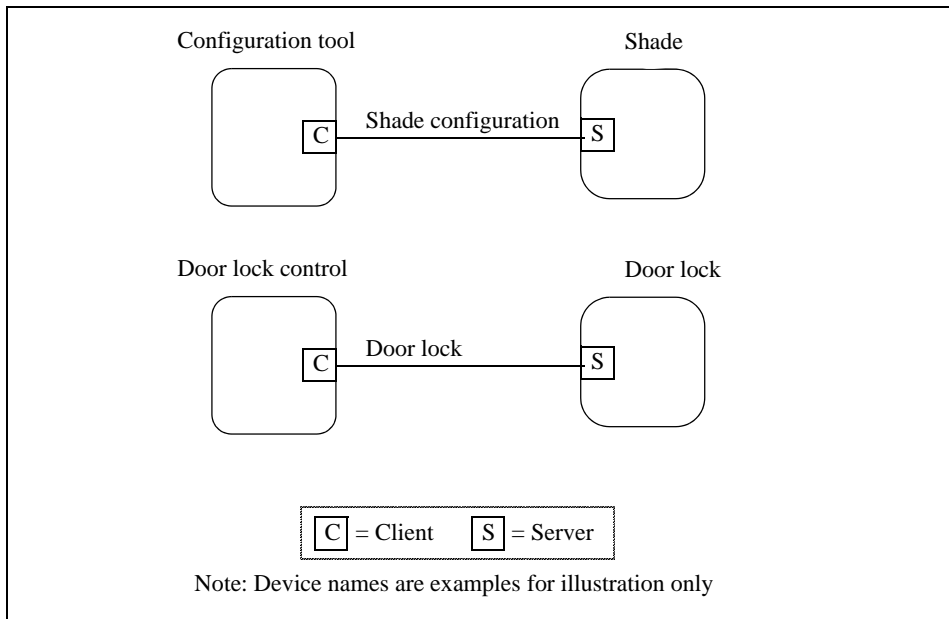 Configuration tool Shade
C Shade configuration S
Door lock control Door lock
C Door lock S
C = Client S = Server
Note: Device names are examples for illustration only